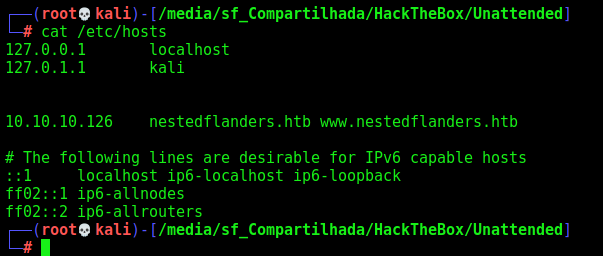 ┌──(root💀kali)-[/media/sf_Compartilhada/HackTheBox/Unattended]
└─# cat /etc/hosts
127.0.0.1       localhost
127.0.1.1       kali
10.10.10.126    nestedflanders.htb www.nestedflanders.htb
# The following lines are desirable for IPv6 capable hosts
::1     localhost ip6-localhost ip6-loopback
ff02::1 ip6-allnodes
ff02::2 ip6-allrouters
┌──(root💀kali)-[/media/sf_Compartilhada/HackTheBox/Unattended]
└─#